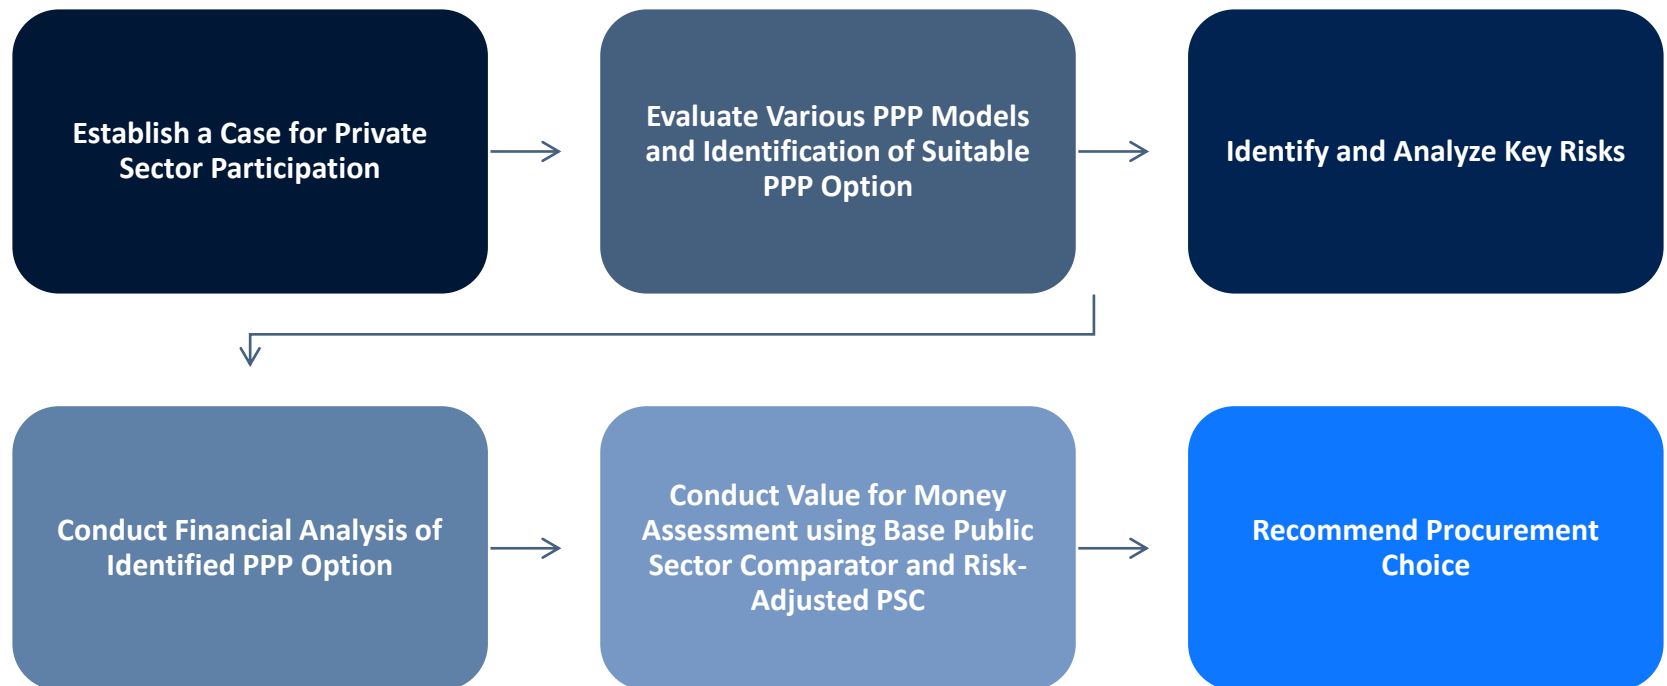 Establish a Case for Private
Sector Participation
Evaluate Various PPP Models
and Identification of Suitable
PPP Option
Identify and Analyze Key Risks
Conduct Financial Analysis of
Identified PPP Option
Conduct Value for Money
Assessment using Base Public
Sector Comparator and Risk-
Adjusted PSC
Recommend Procurement
Choice